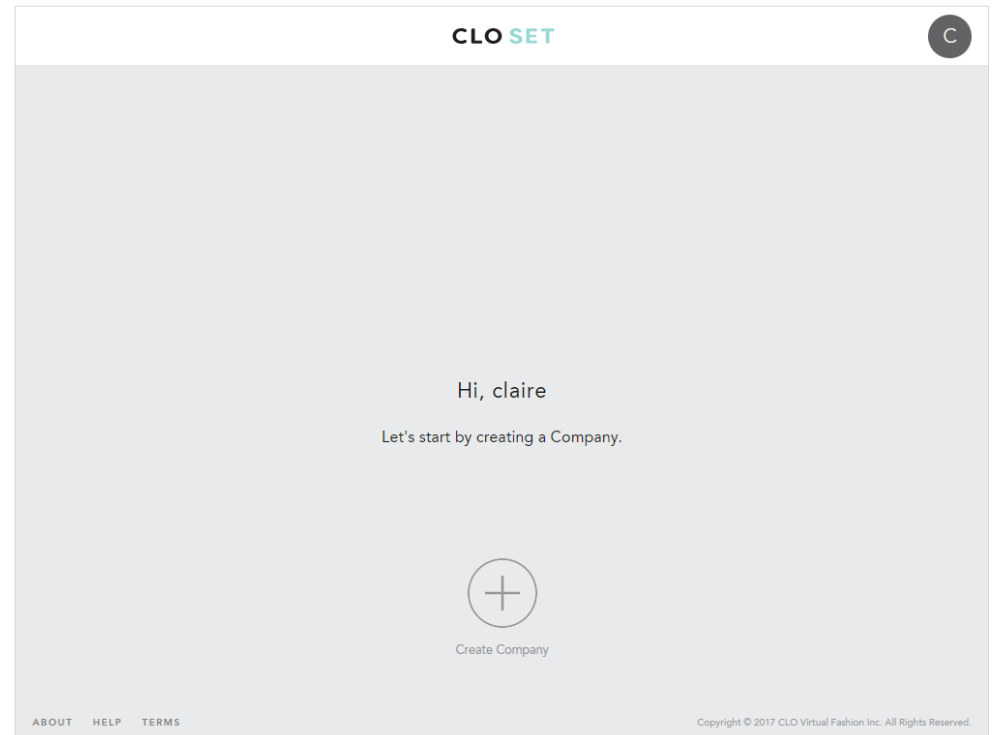 CLO SET
C
Hi, claire
Let's start by creating a Company.
Create Company
ABOUT HELP TERMS
Copyright © 2017 CLO Virtual Fashion Inc. All Rights Reserved.